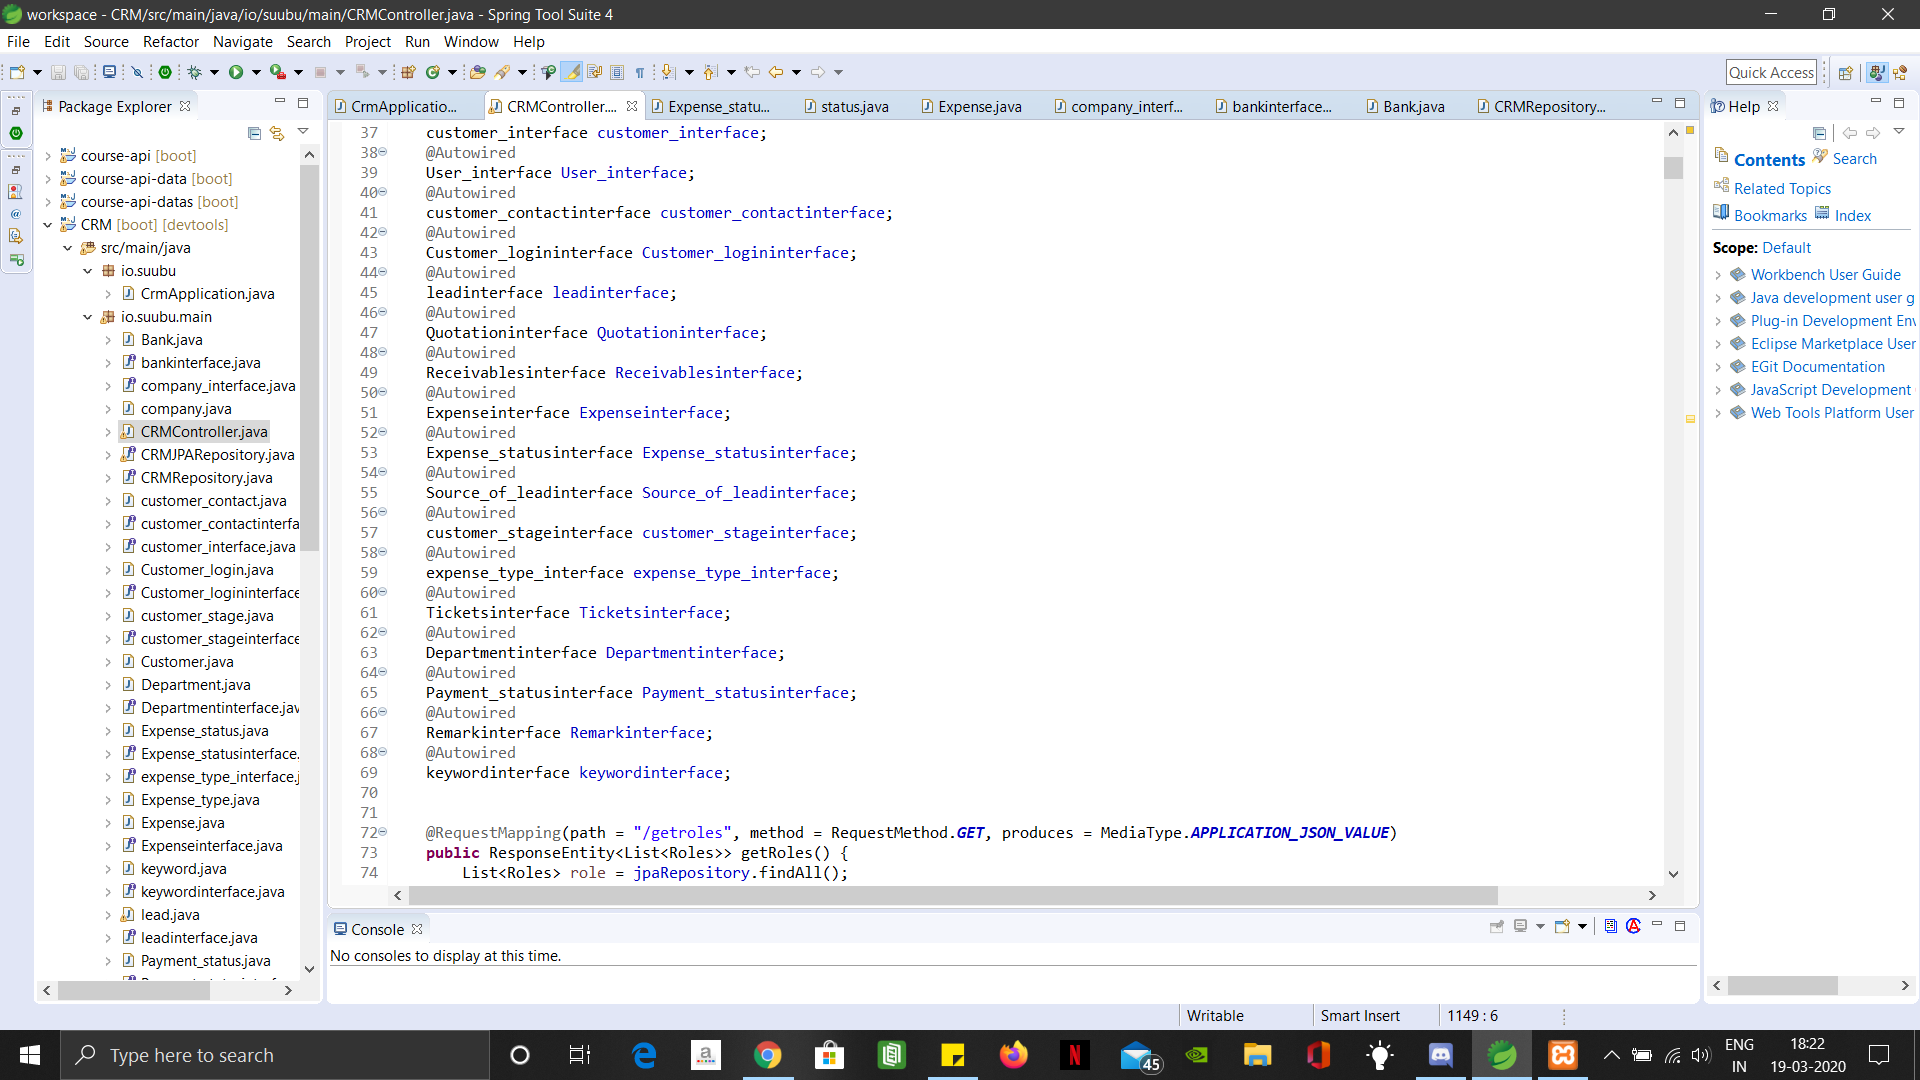 workspace - CRM/src/main/java/io/suubu/main/CRMController.java - Spring Tool Suite 4
File Edit Source Refactor Navigate Search Project Run Window Help
Quick Access
Package Explorer
course-api [boot]
course-api-data [boot]
course-api-datas [boot]
CRM [boot] [devtools]
src/main/java
io.suubu
CrmApplication.java
io.suubu.main
Bank.java
bankinterface.java
company_interface.java
company.java
CRMController.java
CRMJPARepository.java
CRMRepository.java
customer_contact.java
customer_contactinterfa
customer_interface.java
Customer_login.java
Customer_logininterface
customer_stage.java
customer_stageinterface
Customer.java
Department.java
Departmentinterface.jav
Expense_status.java
Expense_statusinterface.
expense_type_interface.j
Expense_type.java
Expense.java
Expenseinterface.java
keyword.java
keywordinterface.java
lead.java
leadinterface.java
Payment_status.java
CrmApplicatio... CRMController.... Expense_statu... status.java Expense.java company_interf... bankinterface... Bank.java CRMRepository...
37 customer_interface customer_interface;
38 @Autowired
39 User_interface User_interface;
40 @Autowired
41 customer_contactinterface customer_contactinterface;
42 @Autowired
43 Customer_logininterface Customer_logininterface;
44 @Autowired
45 leadinterface leadinterface;
46 @Autowired
47 Quotationinterface Quotationinterface;
48 @Autowired
49 Receivablesinterface Receivablesinterface;
50 @Autowired
51 Expenseinterface Expenseinterface;
52 @Autowired
53 Expense_statusinterface Expense_statusinterface;
54 @Autowired
55 Source_of_leadinterface Source_of_leadinterface;
56 @Autowired
57 customer_stageinterface customer_stageinterface;
58 @Autowired
59 expense_type_interface expense_type_interface;
60 @Autowired
61 Ticketsinterface Ticketsinterface;
62 @Autowired
63 Departmentinterface Departmentinterface;
64 @Autowired
65 Payment_statusinterface Payment_statusinterface;
66 @Autowired
67 Remarkinterface Remarkinterface;
68 @Autowired
69 keywordinterface keywordinterface;
70
71
72 @RequestMapping(path = "/getroles", method = RequestMethod.GET, produces = MediaType.APPLICATION_JSON_VALUE)
73 public ResponseEntity<List<Roles>> getRoles() {
74 List<Roles> role = jpaRepository.findAll();
Console
No consoles to display at this time.
Help
Contents Search
Related Topics
Bookmarks Index
Scope: Default
Workbench User Guide
Java development user g
Plug-in Development Env
Eclipse Marketplace User
EGit Documentation
JavaScript Development
Web Tools Platform User
Writable Smart Insert 1149 : 6
Type here to search
45
ENG
IN
18:22
19-03-2020